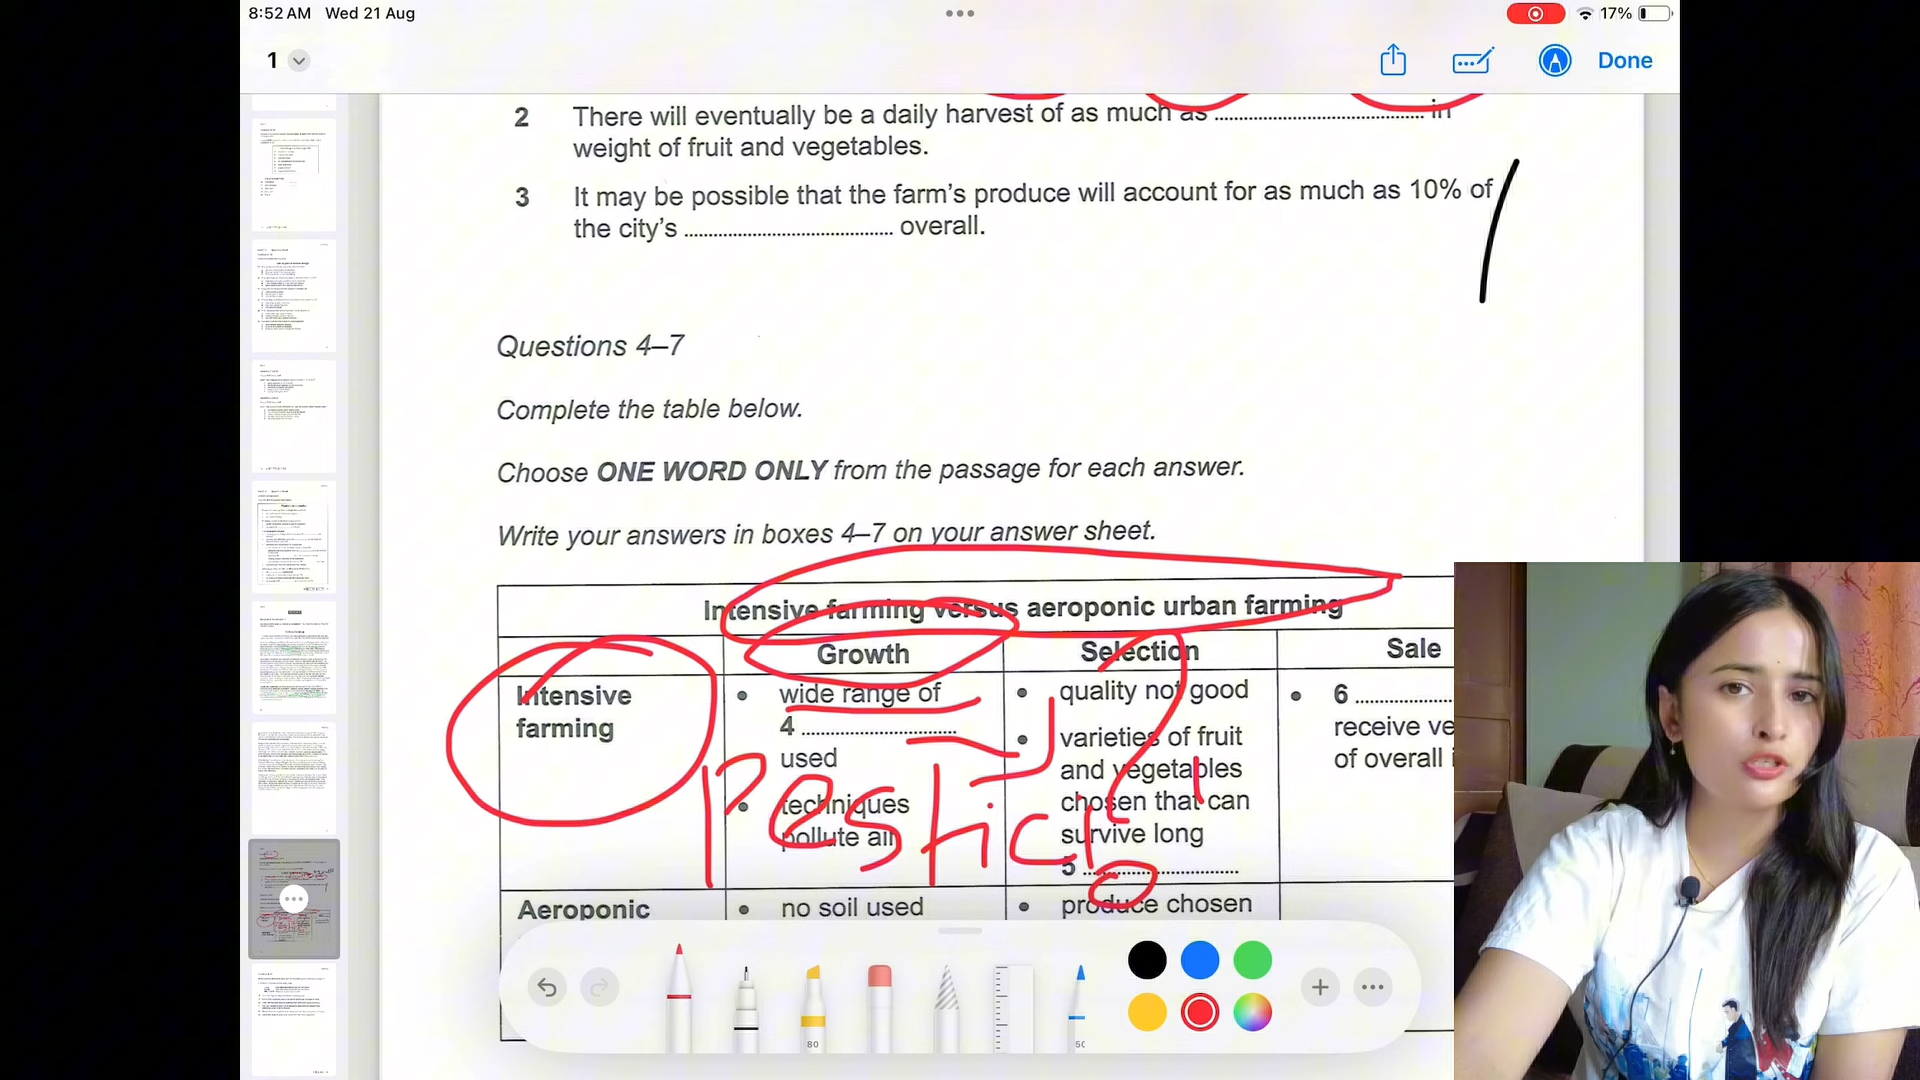 8:52 AM Wed 21 Aug
17%
1
Done
2 There will eventually be a daily harvest of as much as ........................ in
weight of fruit and vegetables.
3 It may be possible that the farm's produce will account for as much as 10% of
the city's ........................ overall.
Questions 4–7
Complete the table below.
Choose ONE WORD ONLY from the passage for each answer.
Write your answers in boxes 4–7 on your answer sheet.
Intensive farming versus aeroponic urban farming
Growth Selection Sale
Intensive
farming
• wide range of
4 ........................
used
• techniques
pollute air
• quality not good
• varieties of fruit
and vegetables
chosen that can
survive long
5 ........................
• 6 ............
receive ve
of overall
Aeroponic
• no soil used
• produce chosen
80